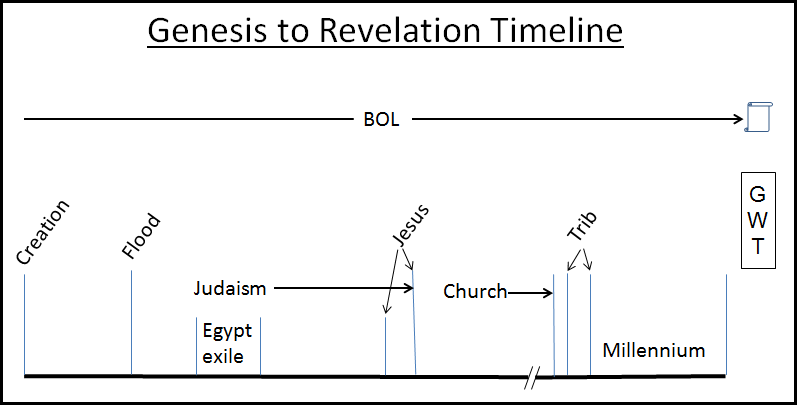 Genesis to Revelation Timeline
BOL
G
W
T
Creation
Flood
Jesus
Trib
Judaism
Church
Egypt
exile
Millennium